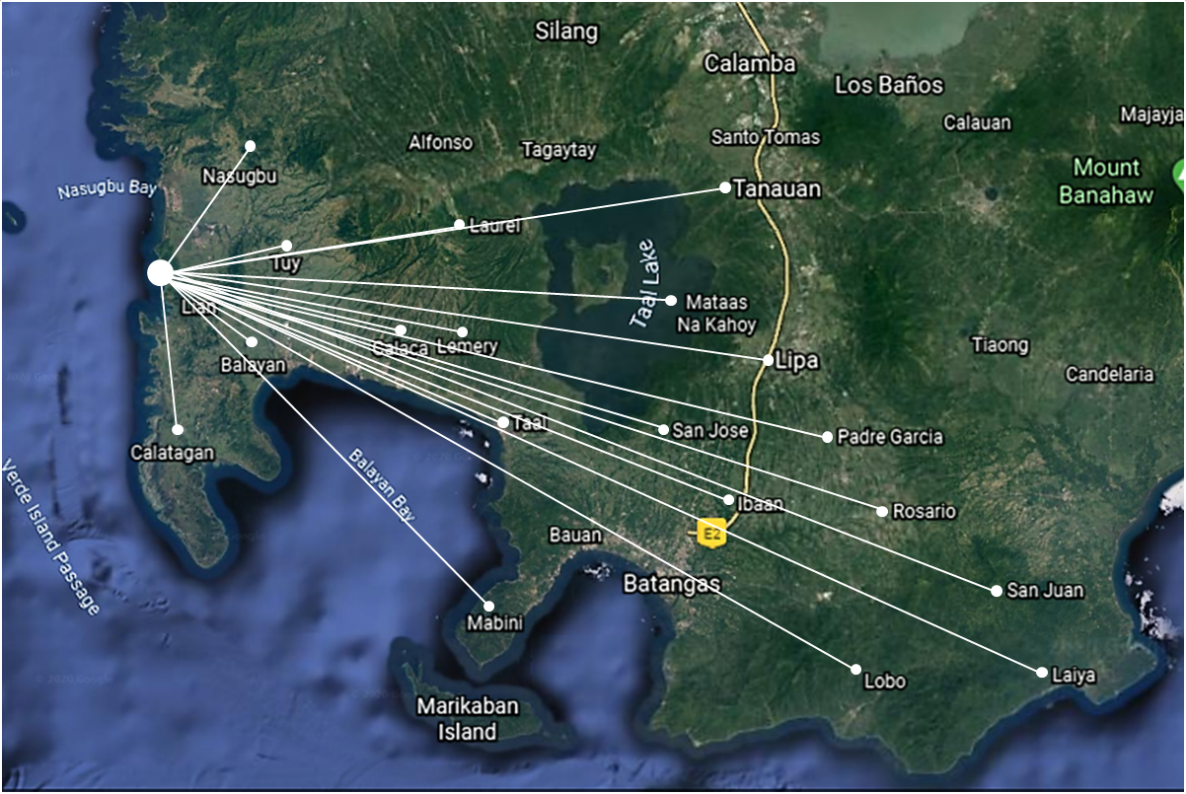 Silang
Calamba
Los Baños
Majayja
Calauan
Santo Tomas
Alfonso
Tagaytay
Mount
Banahaw
Nasugbu
Nasugbu Bay
Tanauan
Laurel
Tuy
Taal Lake
Lian
Mataas
Na Kahoy
Calaca
Lemery
Balayan
Lipa
Tiaong
Candelaria
Taal
San Jose
Padre Garcia
Calatagan
Balayan Bay
Verde Island Passage
Ibaan
Rosario
E2
Bauan
Batangas
San Juan
Mabini
Lobo
Laiya
Marikaban
Island